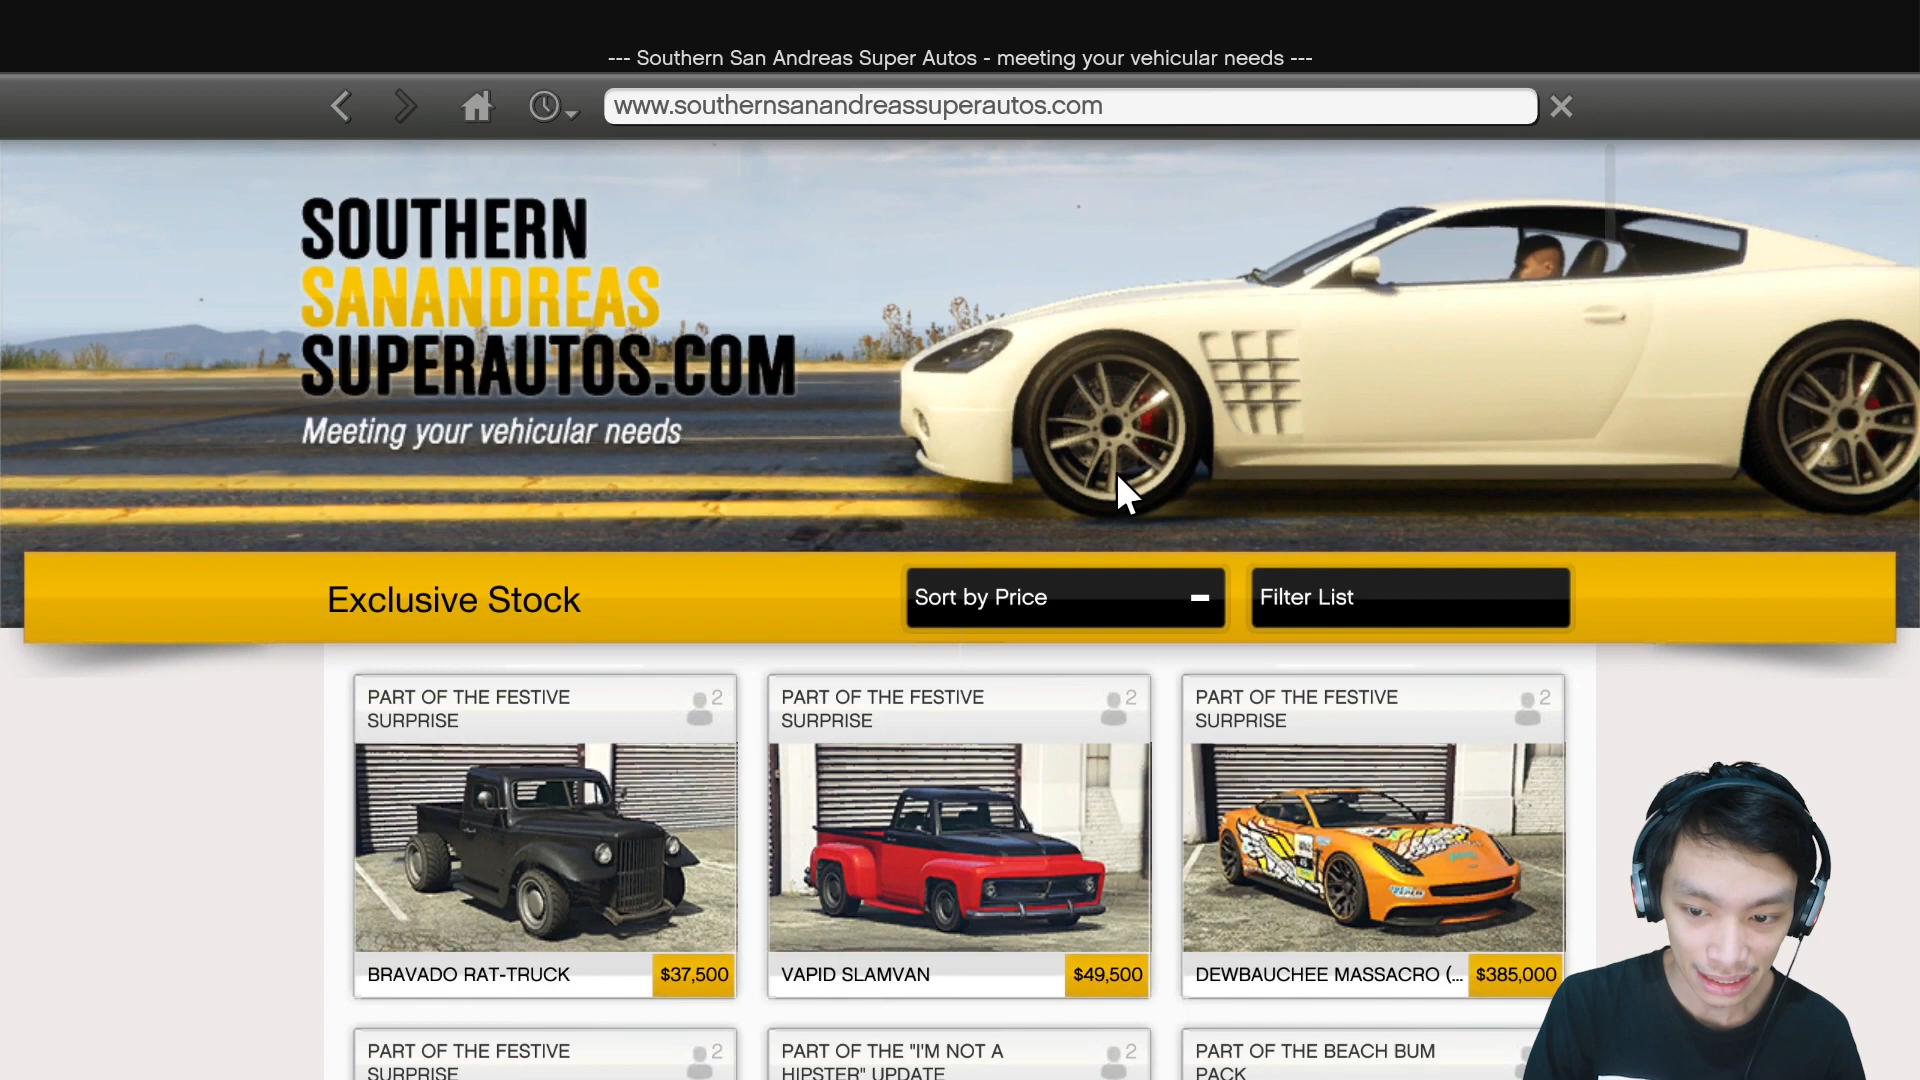 --- Southern San Andreas Super Autos - meeting your vehicular needs ---
www.southernsanandreassuperautos.com
SOUTHERN
SANANDREAS
SUPERAUTOS.COM
Meeting your vehicular needs
Exclusive Stock
Sort by Price
Filter List
PART OF THE FESTIVE
SURPRISE
2
PART OF THE FESTIVE
SURPRISE
2
PART OF THE FESTIVE
SURPRISE
2
BRAVADO RAT-TRUCK
$37,500
VAPID SLAMVAN
$49,500
DEWBAUCHEE MASSACRO (...
$385,000
PART OF THE FESTIVE
SURPRISE
2
PART OF THE "I'M NOT A
HIPSTER" UPDATE
2
PART OF THE BEACH BUM
PACK